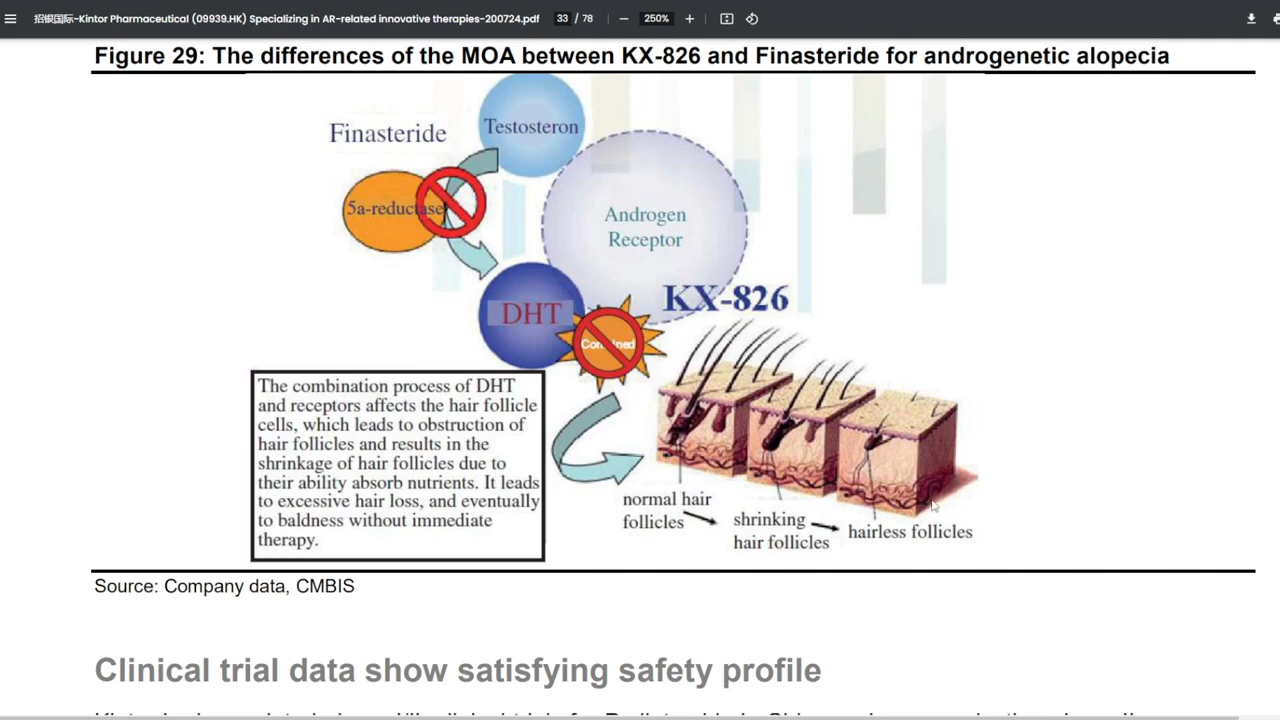 招银国际-Kintor Pharmaceutical (09939.HK) Specializing in AR-related innovative therapies-200724.pdf
33 / 78
250%
Figure 29: The differences of the MOA between KX-826 and Finasteride for androgenetic alopecia
Finasteride
Testosteron
5a-reductase
Androgen
Receptor
DHT
KX-826
The combination process of DHT
and receptors affects the hair follicle
cells, which leads to obstruction of
hair follicles and results in the
shrinkage of hair follicles due to
their ability absorb nutrients. It leads
to excessive hair loss, and eventually
to baldness without immediate
therapy.
normal hair
follicles
shrinking
hair follicles
hairless follicles
Source: Company data, CMBIS
Clinical trial data show satisfying safety profile